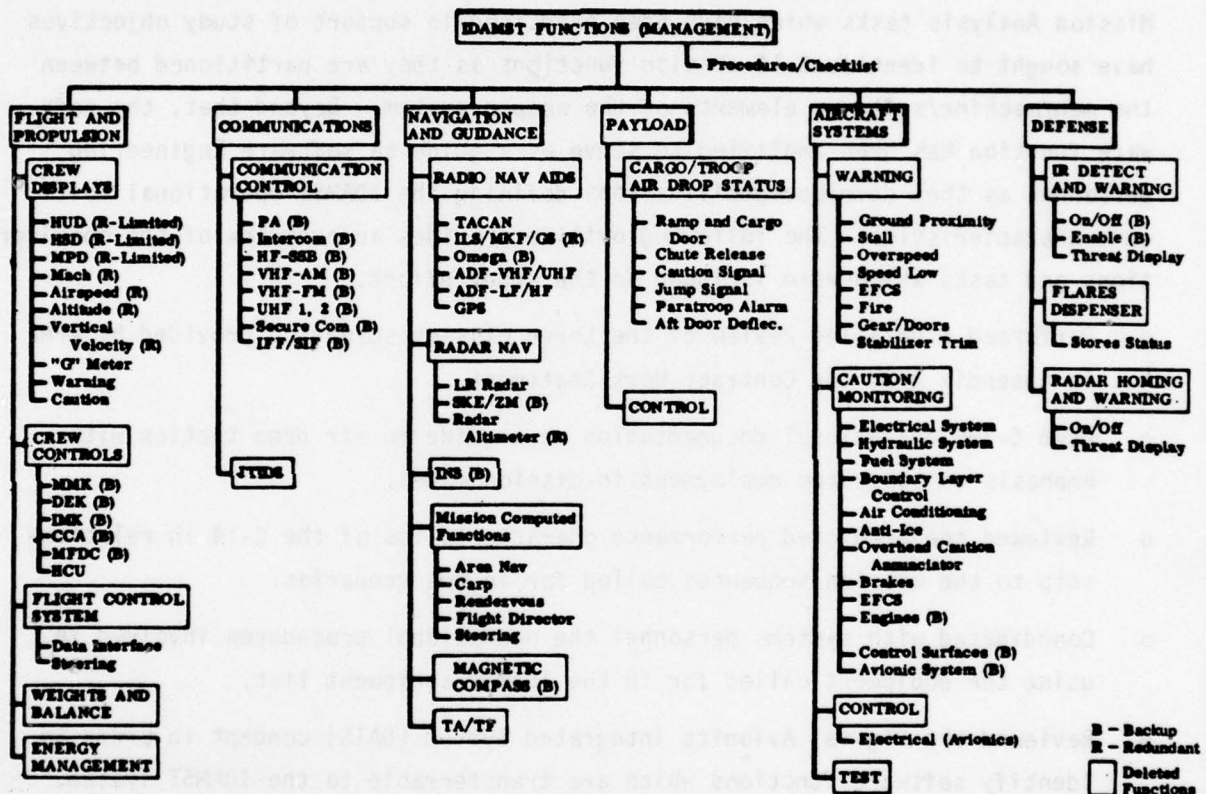 IDAMST FUNCTIONS (MANAGEMENT)
Procedures/Checklist
FLIGHT AND
PROPULSION
CREW
DISPLAYS
HUD (R-Limited)
HSD (R-Limited)
MPD (R-Limited)
Mach (R)
Airspeed (R)
Altitude (R)
Vertical
Velocity (R)
"G" Meter
Warning
Caution
CREW
CONTROLS
MMK (B)
DEK (B)
IMK (B)
CCA (B)
MFDC (B)
HCU
FLIGHT CONTROL
SYSTEM
Data Interface
Steering
WEIGHTS AND
BALANCE
ENERGY
MANAGEMENT
COMMUNICATIONS
COMMUNICATION
CONTROL
PA (B)
Intercom (B)
HF-SSB (B)
VHF-AM (B)
VHF-FM (B)
UHF 1, 2 (B)
Secure Com (B)
IFF/SIF (B)
JTIDS
NAVIGATION
AND GUIDANCE
RADIO NAV AIDS
TACAN
ILS/MKF/GS (R)
Omega (B)
ADF-VHF/UHF
ADF-LF/MF
GPS
RADAR NAV
LR Radar
SKE/ZM (B)
Radar
Altimeter (R)
INS (B)
Mission Computed
Functions
Area Nav
Carp
Rendezvous
Flight Director
Steering
MAGNETIC
COMPASS (B)
TA/TF
PAYLOAD
CARGO/TROOP
AIR DROP STATUS
Ramp and Cargo
Door
Chute Release
Caution Signal
Jump Signal
Paratroop Alarm
Aft Door Deflec.
CONTROL
AIRCRAFT
SYSTEMS
WARNING
Ground Proximity
Stall
Overspeed
Speed Low
EFCS
Fire
Gear/Doors
Stabilizer Trim
CAUTION/
MONITORING
Electrical System
Hydraulic System
Fuel System
Boundary Layer
Control
Air Conditioning
Anti-Ice
Overhead Caution
Annunciator
Brakes
EFCS
Engines (B)
Control Surfaces (B)
Avionic System (B)
CONTROL
Electrical (Avionics)
TEST
DEFENSE
IR DETECT
AND WARNING
On/Off (B)
Enable (B)
Threat Display
FLARES
DISPENSER
Stores Status
RADAR HOMING
AND WARNING
On/Off
Threat Display
B - Backup
R - Redundant
Deleted
Functions